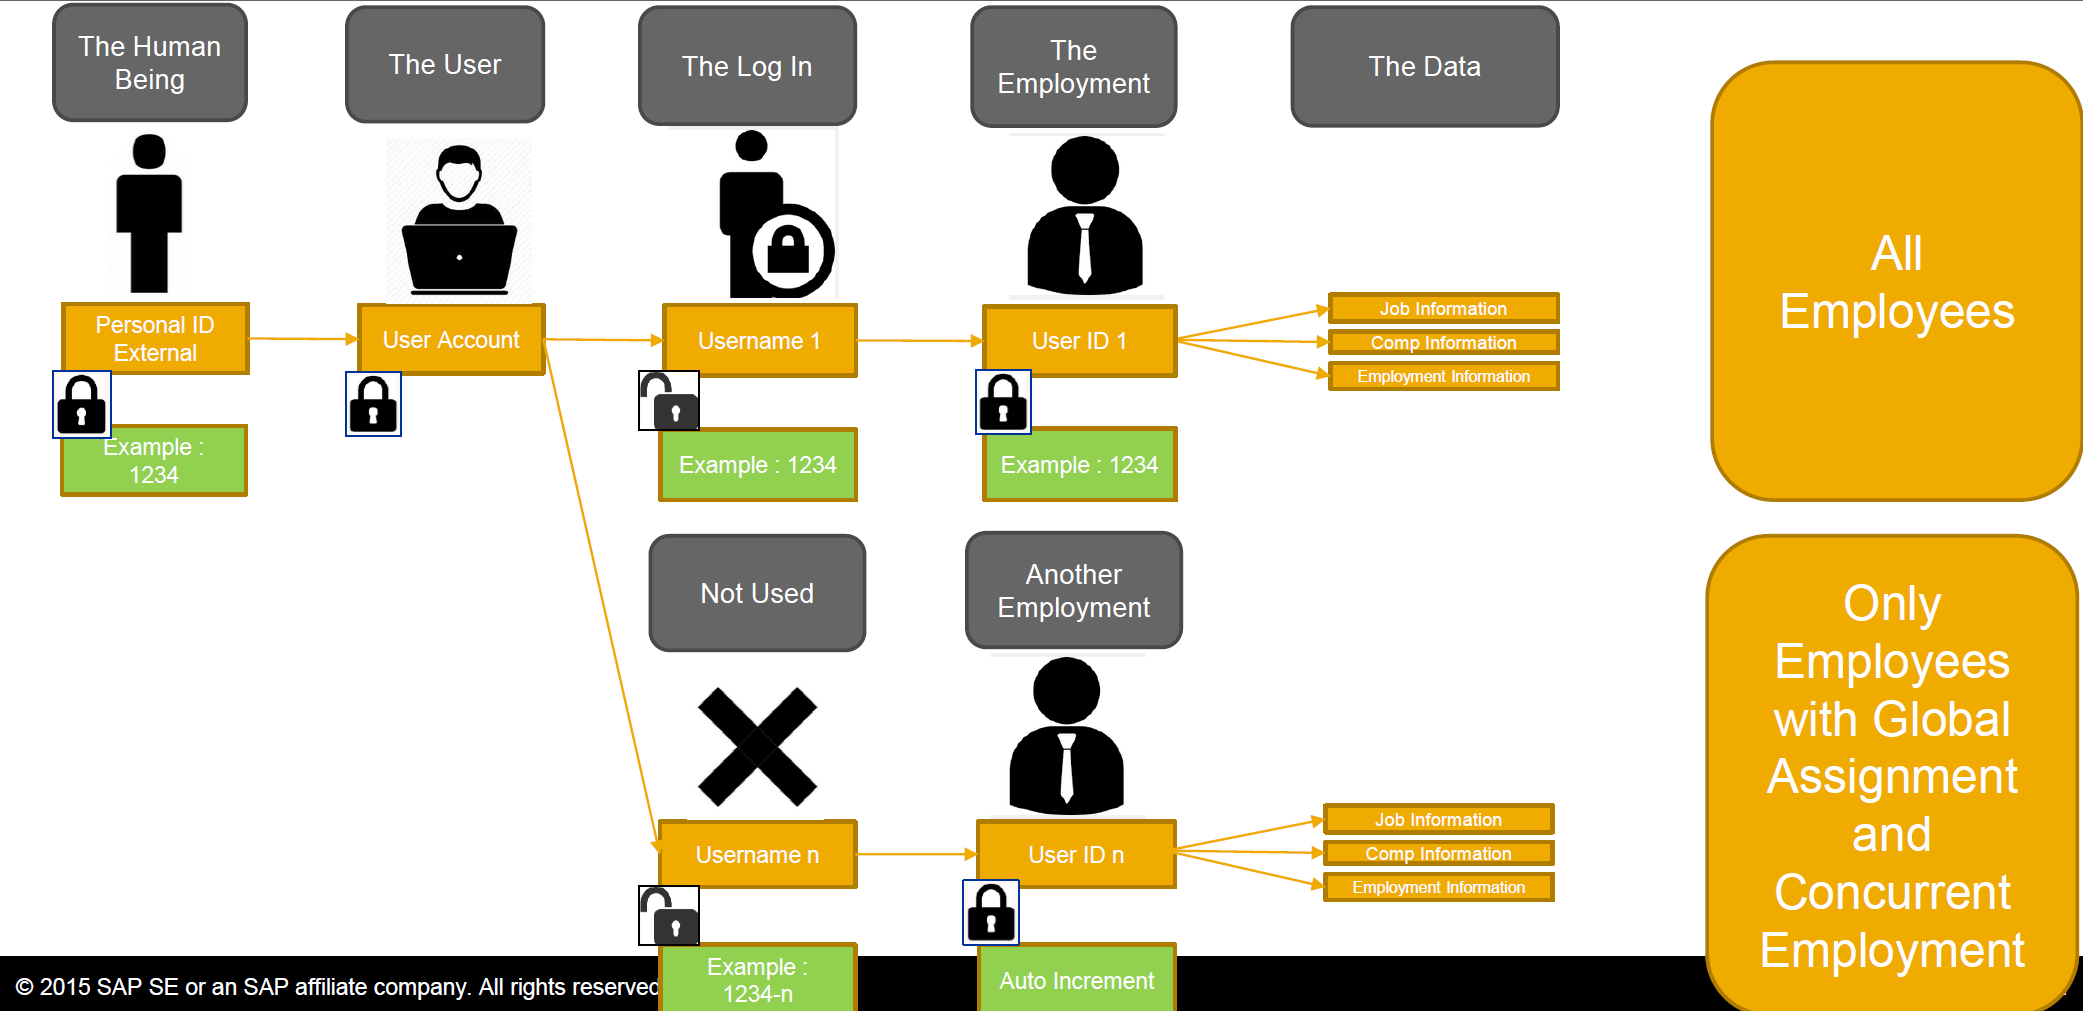 The Human
Being
The User
The Log In
The
Employment
The Data
All
Employees
Personal ID
External
User Account
Username 1
User ID 1
Job Information
Comp Information
Employment Information
Example :
1234
Example : 1234
Example : 1234
Not Used
Another
Employment
Only
Employees
with Global
Assignment
and
Concurrent
Employment
Username n
User ID n
Job Information
Comp Information
Employment Information
Example :
1234-n
Auto Increment
© 2015 SAP SE or an SAP affiliate company. All rights reserved